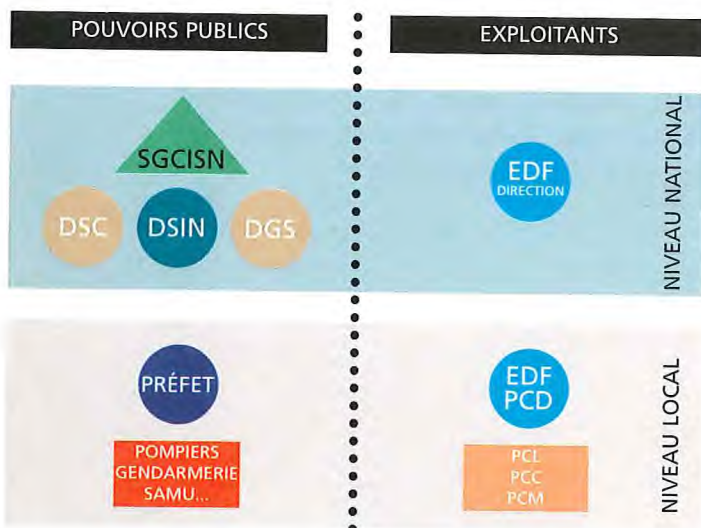 POUVOIRS PUBLICS
EXPLOITANTS
SGCISN
DSC
DSIN
DGS
EDF
DIRECTION
NIVEAU NATIONAL
PRÉFET
POMPIERS
GENDARMERIE
SAMU...
EDF
PCD
PCL
PCC
PCM
NIVEAU LOCAL